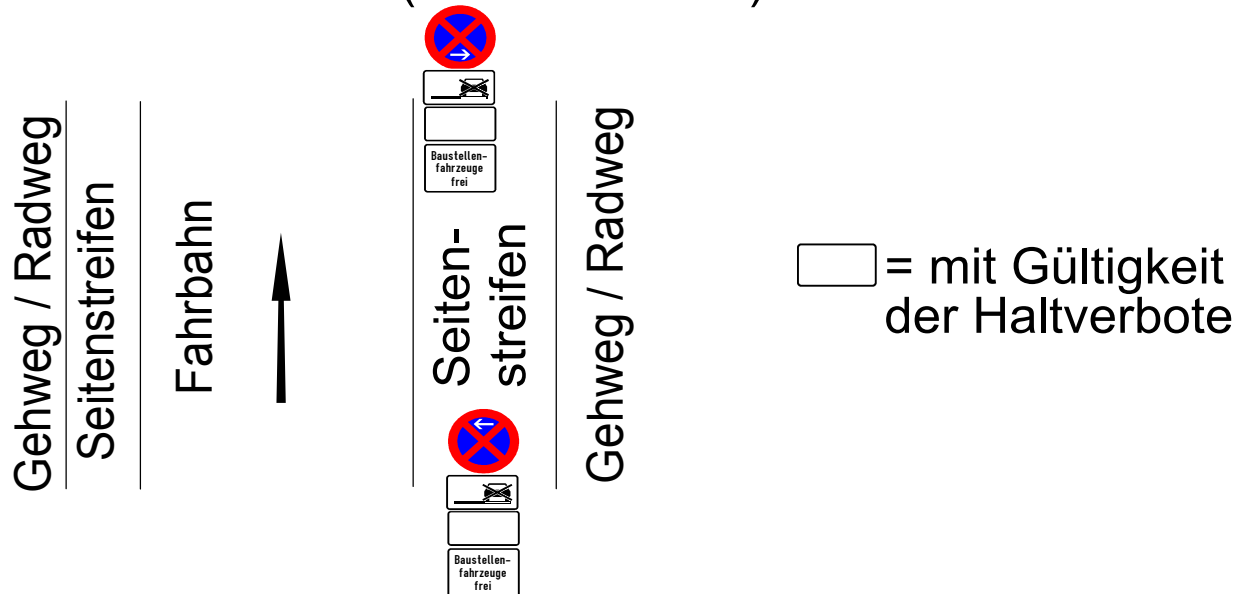 Baustellen-
fahrzeuge
frei
Gehweg / Radweg
Seitenstreifen
Fahrbahn
Seiten-
streifen
Gehweg / Radweg
= mit Gültigkeit
der Haltverbote
Baustellen-
fahrzeuge
frei